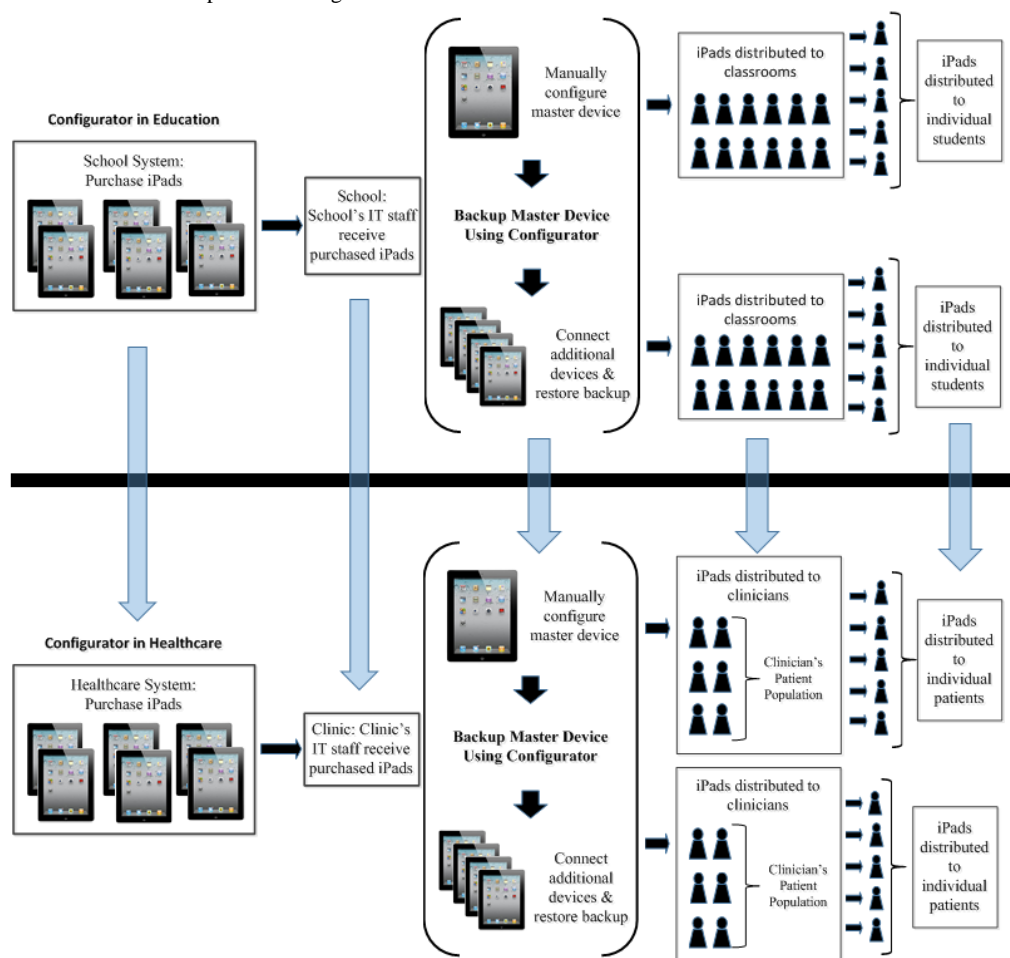 Configurator in Education
School System:
Purchase iPads
School:
School's IT staff
receive
purchased iPads
Manually
configure
master device
Backup Master Device
Using Configurator
Connect
additional
devices &
restore backup
iPads distributed to
classrooms
iPads
distributed
to
individual
students
iPads distributed to
classrooms
iPads
distributed
to
individual
students
Configurator in Healthcare
Healthcare System:
Purchase iPads
Clinic: Clinic's
IT staff receive
purchased iPads
Manually
configure
master device
Backup Master Device
Using Configurator
Connect
additional
devices &
restore backup
iPads distributed to
clinicians
Clinician's
Patient
Population
iPads
distributed
to
individual
patients
iPads distributed to
clinicians
Clinician's
Patient
Population
iPads
distributed
to
individual
patients